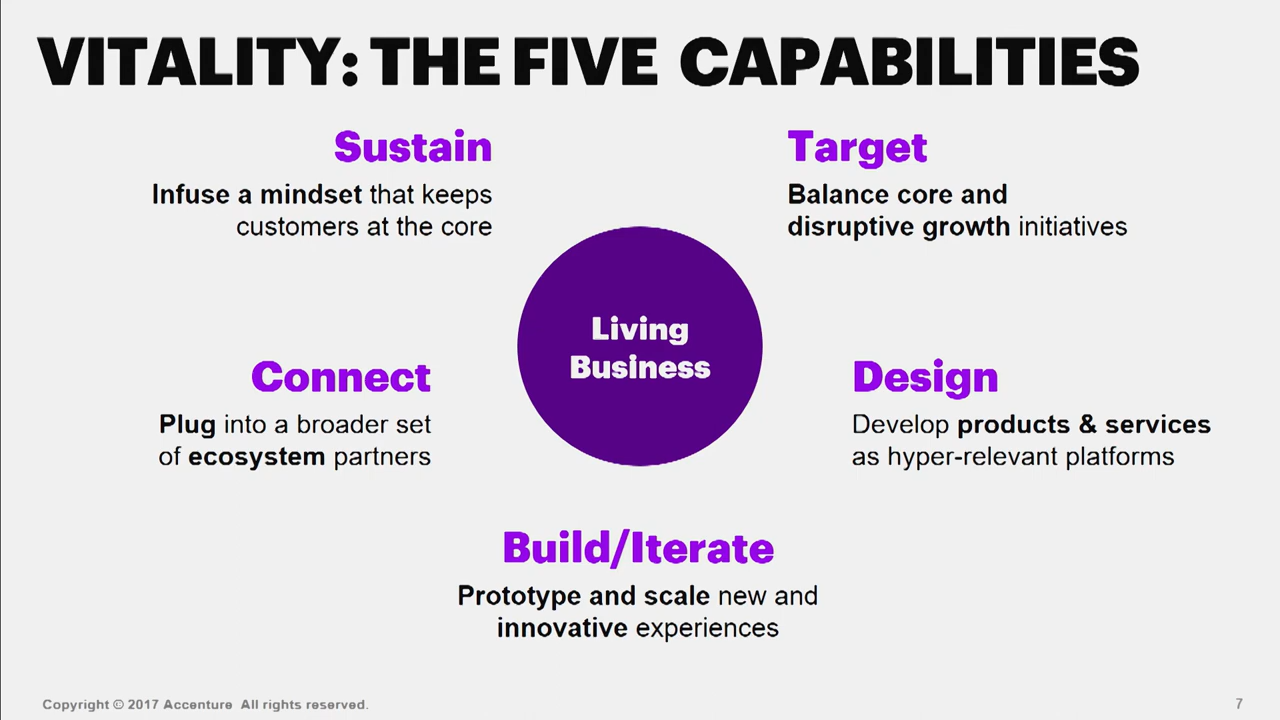 VITALITY: THE FIVE CAPABILITIES
Sustain
Infuse a mindset that keeps
customers at the core
Target
Balance core and
disruptive growth initiatives
Living
Business
Connect
Plug into a broader set
of ecosystem partners
Design
Develop products & services
as hyper-relevant platforms
Build/Iterate
Prototype and scale new and
innovative experiences
Copyright © 2017 Accenture All rights reserved.
7